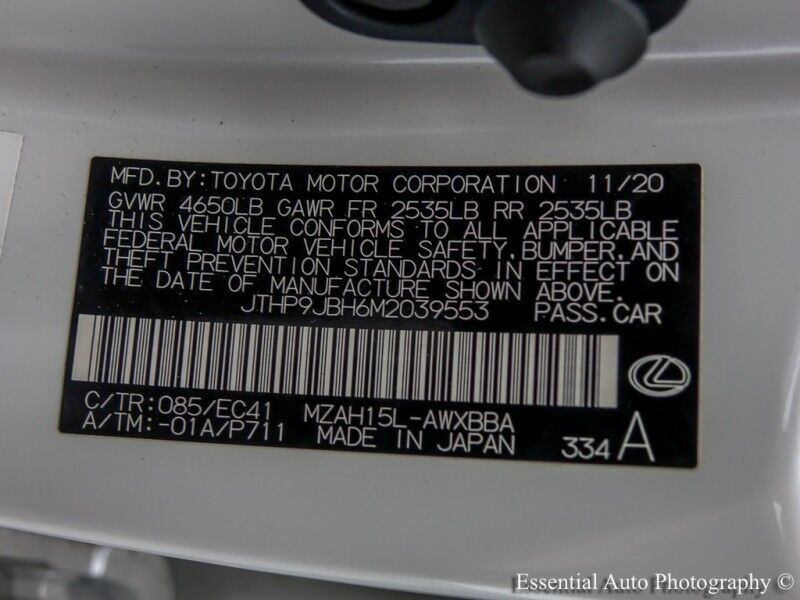 MFD.BY:TOYOTA MOTOR CORPORATION 11/20
GVWR 4650LB GAWR FR 2535LB RR 2535LB
THIS VEHICLE CONFORMS TO ALL APPLICABLE
FEDERAL MOTOR VEHICLE SAFETY,BUMPER,AND
THEFT PREVENTION STANDARDS IN EFFECT ON
THE DATE OF MANUFACTURE SHOWN ABOVE.
JTHP9JBH6M2039553 PASS.CAR
C/TR:085/EC41 MZAH15L-AWXBBA
A/TM:-01A/P711 MADE IN JAPAN 334 A
Essential Auto Photography ©